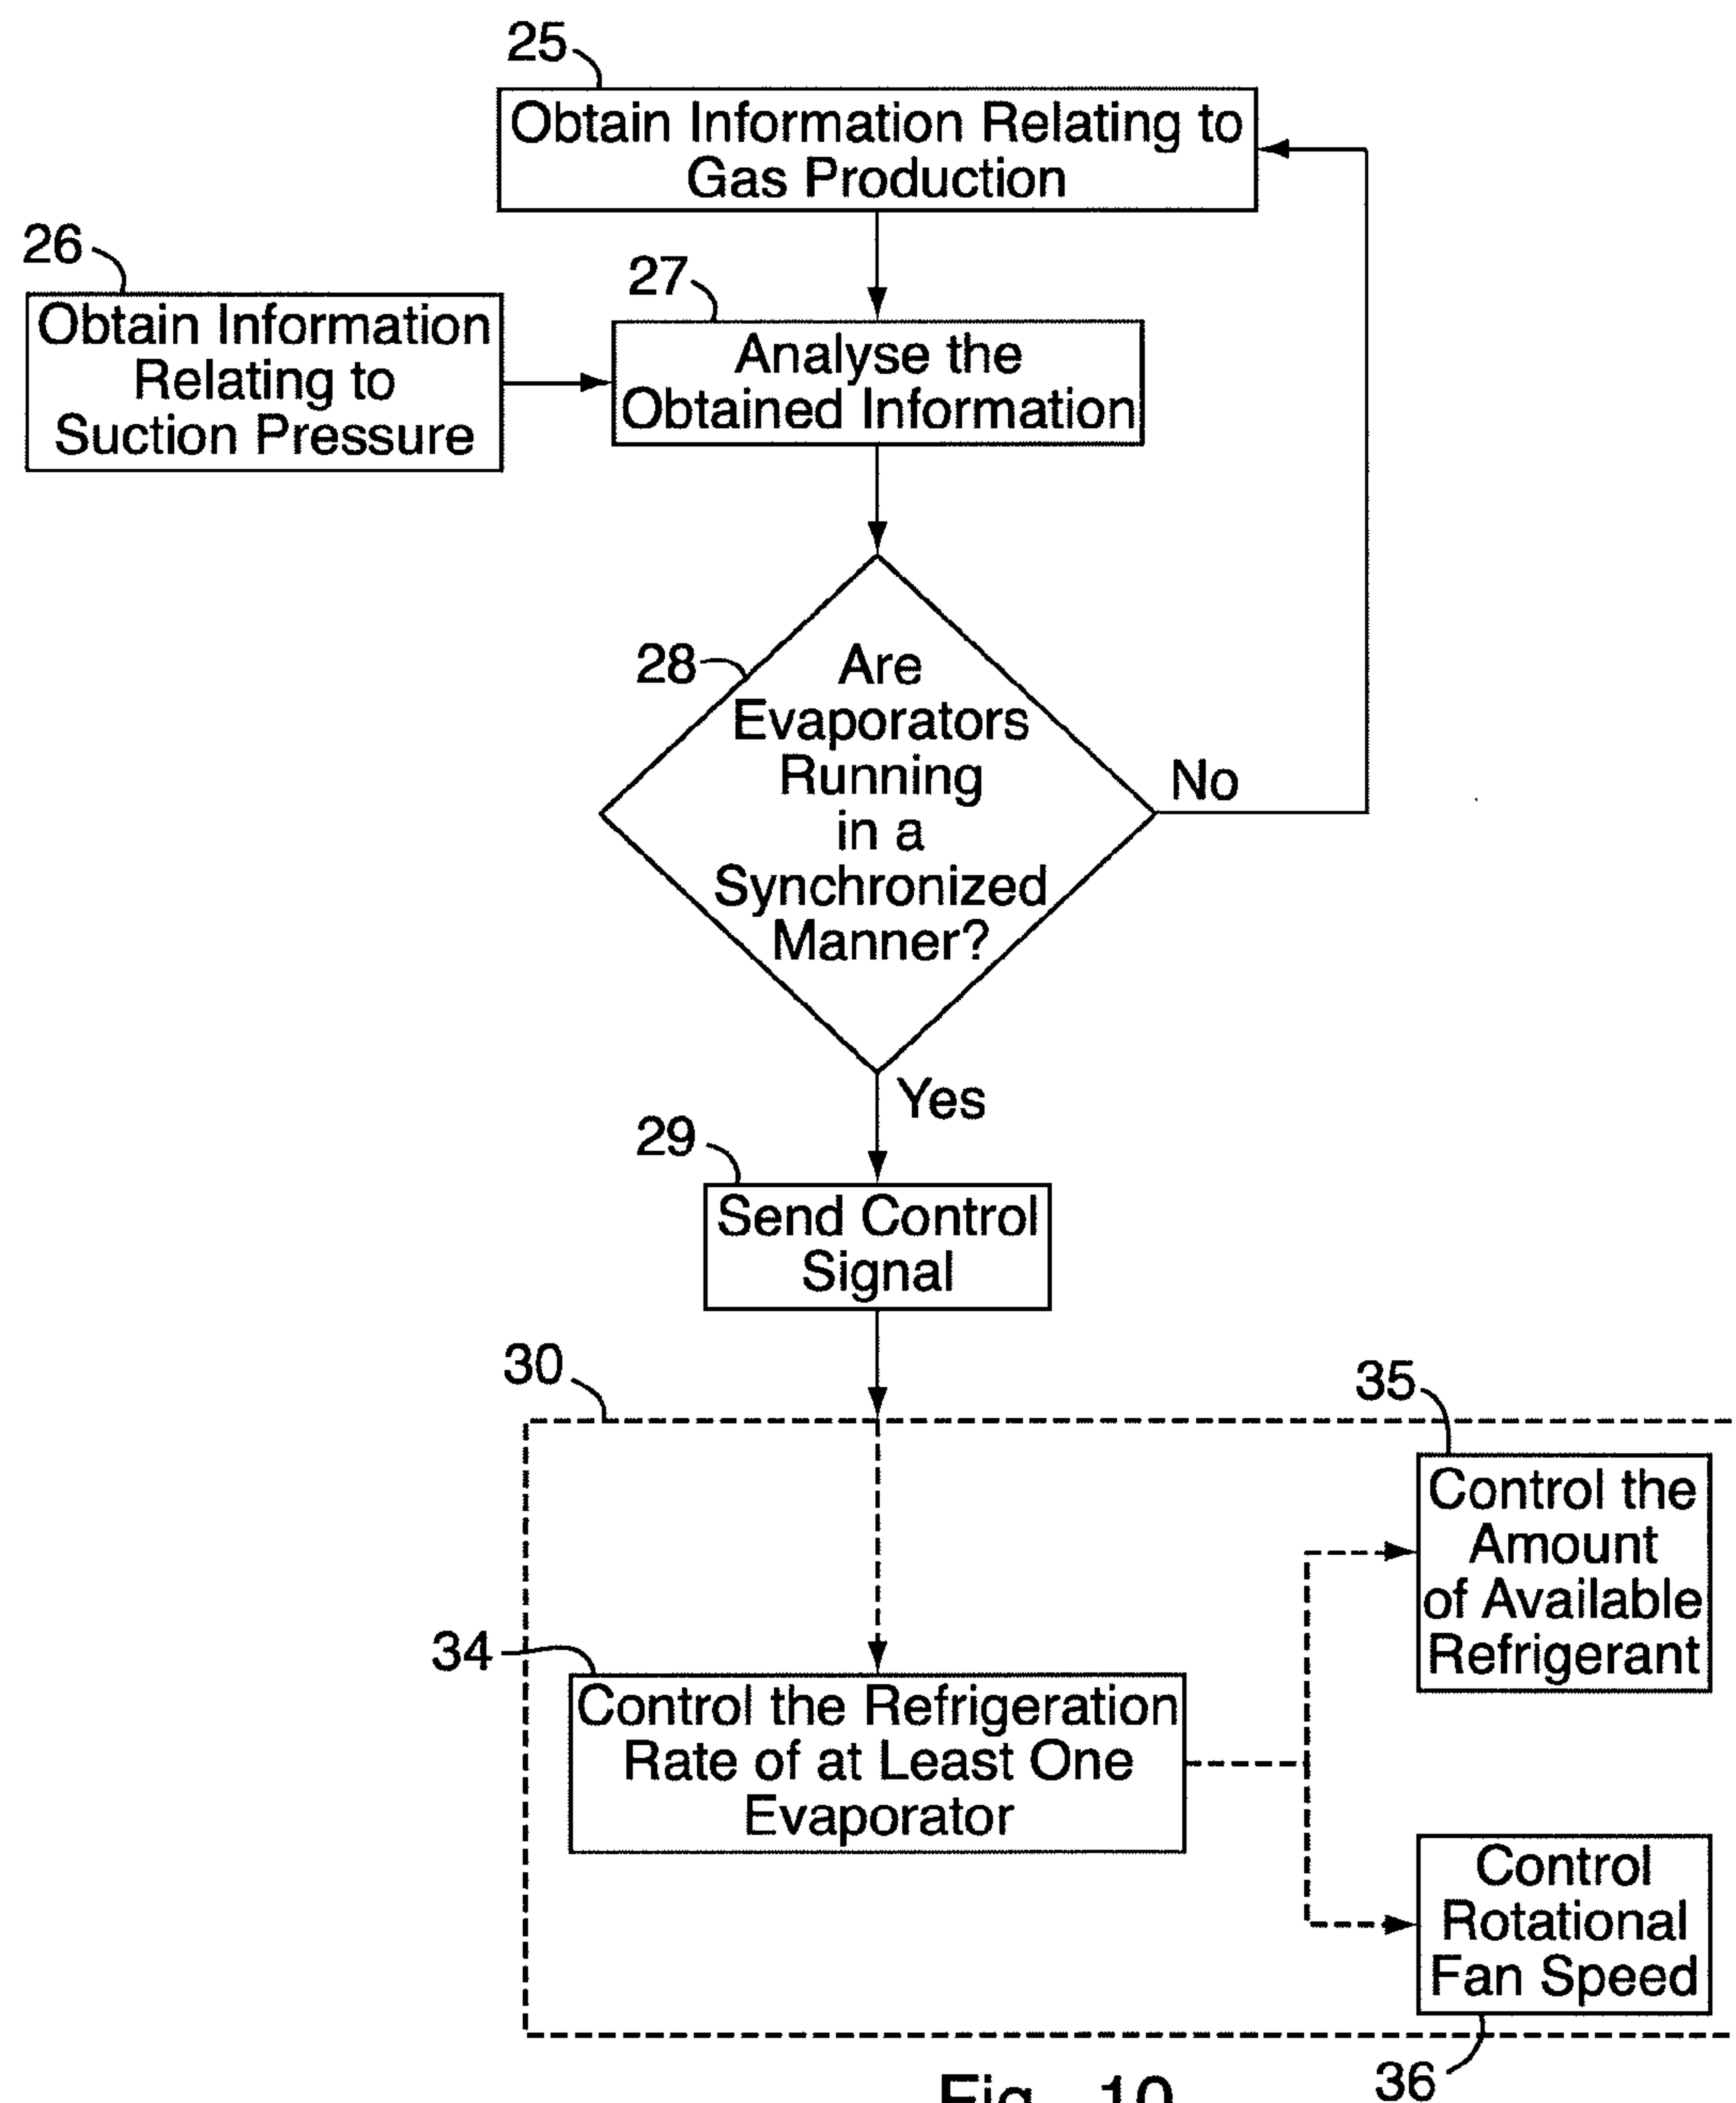 25
Obtain Information Relating to
Gas Production
26
Obtain Information
Relating to
Suction Pressure
27
Analyse the
Obtained Information
28
Are
Evaporators
Running
in a
Synchronized
Manner?
No
Yes
29
Send Control
Signal
30
35
Control the
Amount
of Available
Refrigerant
34
Control the Refrigeration
Rate of at Least One
Evaporator
Control
Rotational
Fan Speed
36
Fig. 10